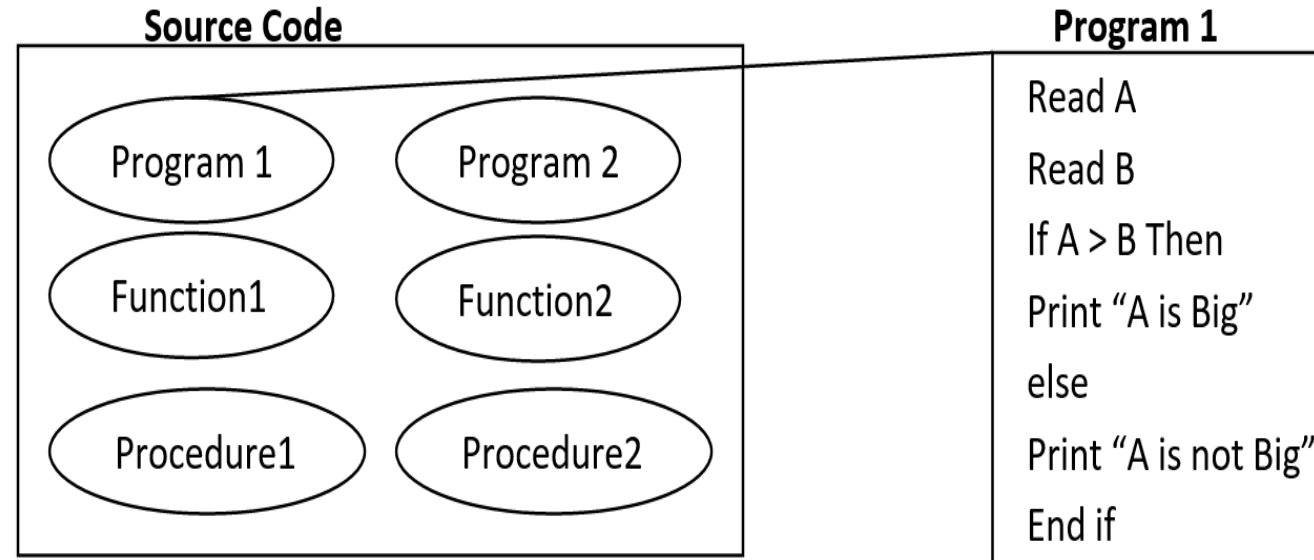 Source Code
Program 1
Program 2
Function1
Function2
Procedure1
Procedure2
Program 1
Read A
Read B
If A > B Then
Print “A is Big”
else
Print “A is not Big”
End if